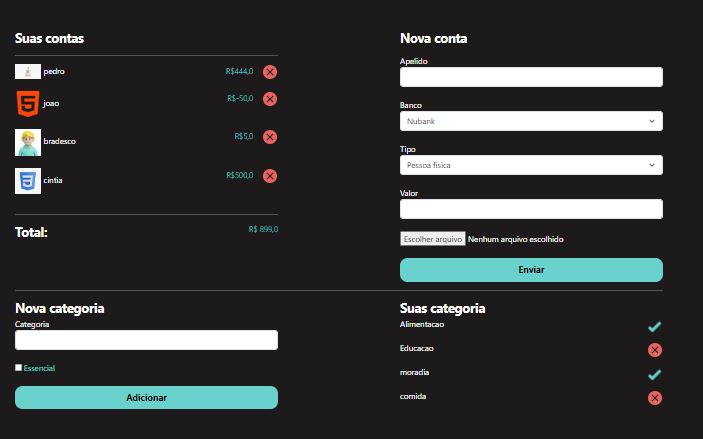 Suas contas
pedro R$444,0
joao R$-50,0
bradesco R$5,0
cintia R$500,0
Total: R$ 899,0
Nova conta
Apelido
Banco
Nubank
Tipo
Pessoa fisica
Valor
Escolher arquivo Nenhum arquivo escolhido
Enviar
Nova categoria
Categoria
Essencial
Adicionar
Suas categoria
Alimentacao
Educacao
moradia
comida